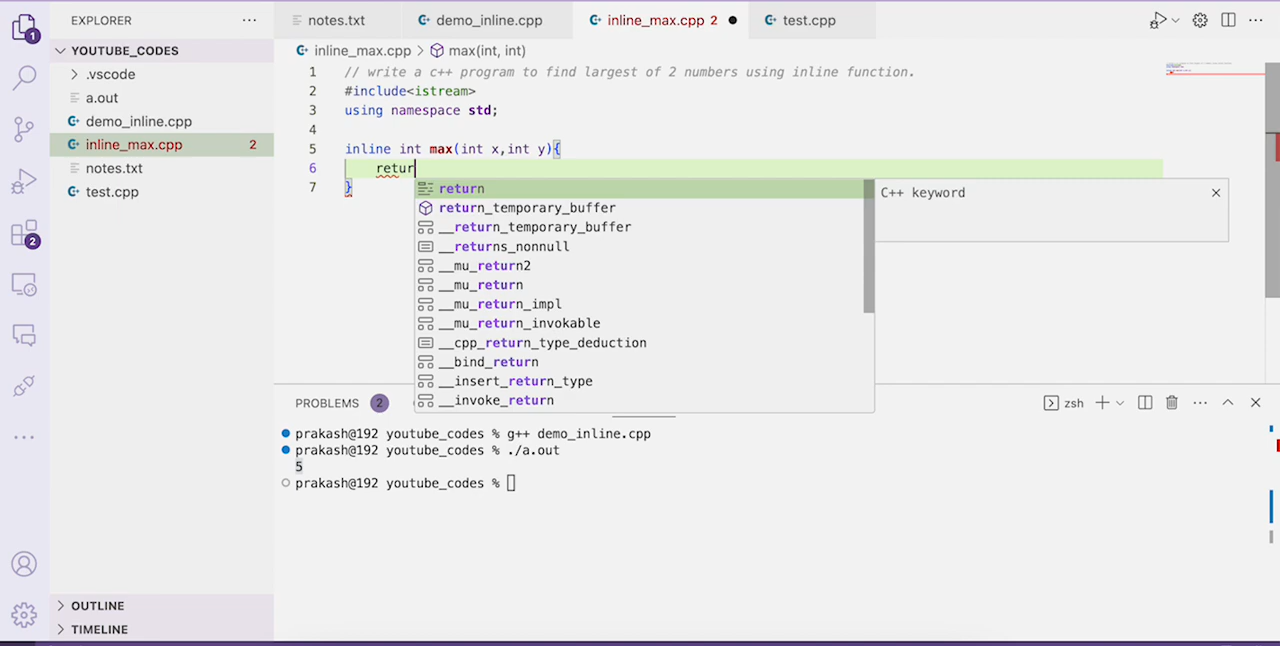 EXPLORER ···
notes.txt
demo_inline.cpp
inline_max.cpp 2
test.cpp
1
YOUTUBE_CODES
.vscode
a.out
demo_inline.cpp
inline_max.cpp 2
notes.txt
test.cpp
2
OUTLINE
TIMELINE
inline_max.cpp > max(int, int)
1 // write a c++ program to find largest of 2 numbers using inline function.
2 #include<istream>
3 using namespace std;
4
5 inline int max(int x,int y){
6 retur
7 }
return
return_temporary_buffer
__return_temporary_buffer
__returns_nonnull
__mu_return2
__mu_return
__mu_return_impl
__mu_return_invokable
__cpp_return_type_deduction
__bind_return
__insert_return_type
__invoke_return
C++ keyword
PROBLEMS 2
zsh
prakash@192 youtube_codes % g++ demo_inline.cpp
prakash@192 youtube_codes % ./a.out
5
prakash@192 youtube_codes %